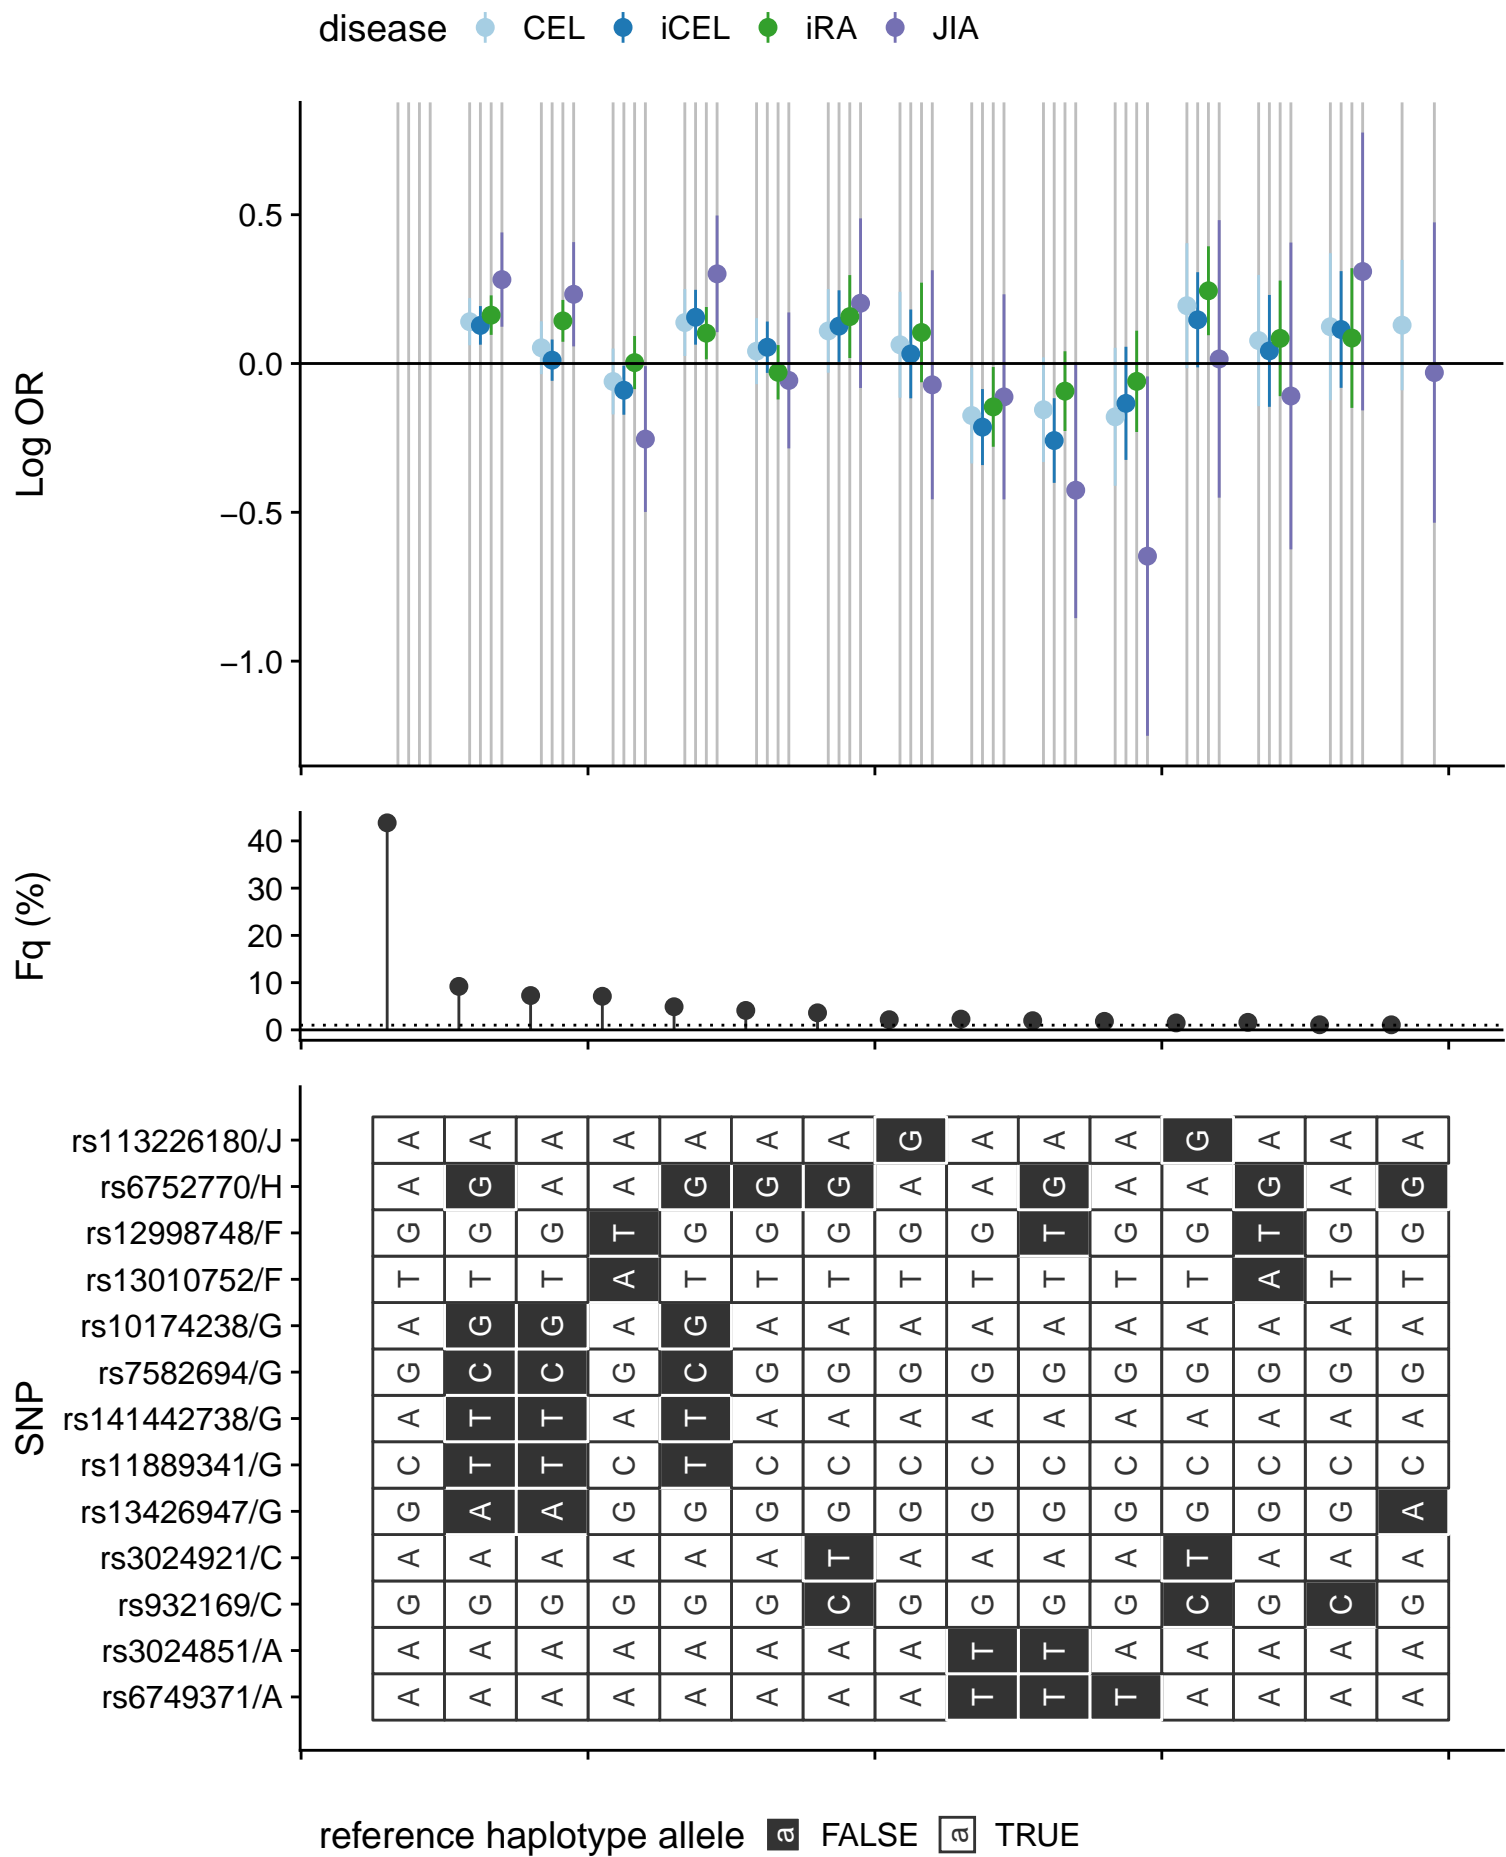 disease CEL iCEL iRA JIA
Log OR
0.5
0.0
−0.5
−1.0
Fq (%)
40
30
20
10
0
SNP
rs113226180/J A A A A A A A G A A A G A A A
rs6752770/H A G A A G G G A A G A A G A G
rs12998748/F G G G T G G G G G T G G T G G
rs13010752/F T T T A T T T T T T T T A T T
rs10174238/G A G G A G A A A A A A A A A A
rs7582694/G G C C G C G G G G G G G G G G
rs141442738/G A T T A T A A A A A A A A A A
rs11889341/G C T T C T C C C C C C C C C C
rs13426947/G G A A G G G G G G G G G G G A
rs3024921/C A A A A A A T A A A A T A A A
rs932169/C G G G G G G C G G G G C G C G
rs3024851/A A A A A A A A A T T A A A A A
rs6749371/A A A A A A A A A T T T A A A A
reference haplotype allele a FALSE a TRUE